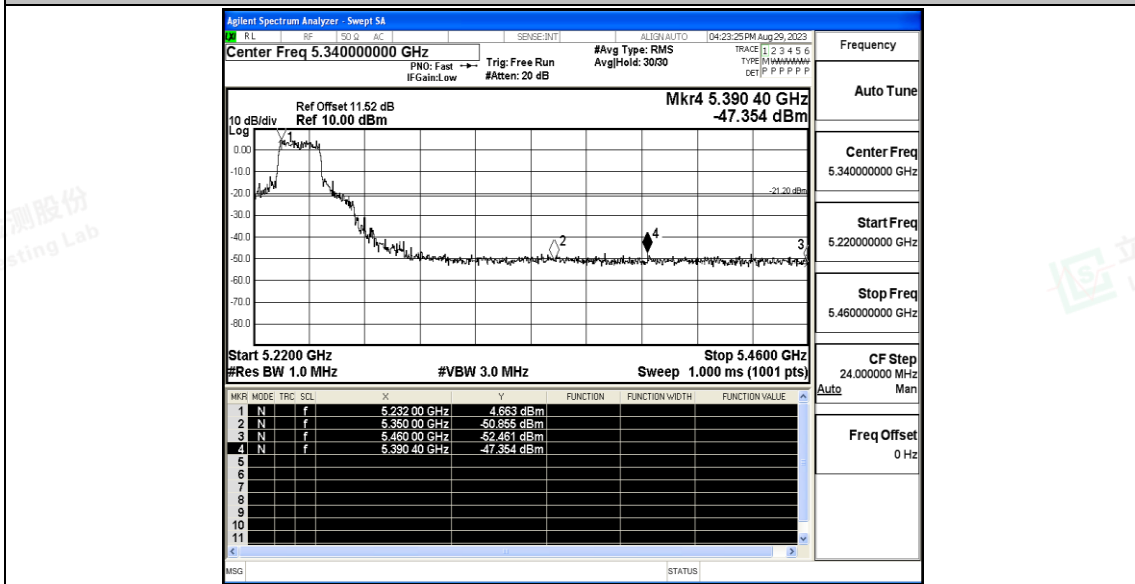 Agilent Spectrum Analyzer - Swept SA
RL RF 50 Ω AC SENSE:INT ALIGN AUTO 04:23:25 PM Aug 29, 2023
Center Freq 5.340000000 GHz
PNO: Fast
IFGain:Low
Trig: Free Run
#Atten: 20 dB
#Avg Type: RMS
Avg|Hold: 30/30
TRACE 1 2 3 4 5 6
TYPE M W W W W W
DET P P P P P P
Frequency
Auto Tune
Center Freq
5.340000000 GHz
Start Freq
5.220000000 GHz
Stop Freq
5.460000000 GHz
CF Step
24.000000 MHz
Auto Man
Freq Offset
0 Hz
Mkr4 5.390 40 GHz
-47.354 dBm
Ref Offset 11.52 dB
10 dB/div Ref 10.00 dBm
Log
0.00
-10.0
-20.0
-30.0
-40.0
-50.0
-60.0
-70.0
-80.0
1
2
4
3
-21.20 dBm
Start 5.2200 GHz Stop 5.4600 GHz
#Res BW 1.0 MHz #VBW 3.0 MHz Sweep 1.000 ms (1001 pts)
MKR MODE TRC SCL X Y FUNCTION FUNCTION WIDTH FUNCTION VALUE
1 N f 5.232 00 GHz 4.663 dBm
2 N f 5.350 00 GHz -50.855 dBm
3 N f 5.460 00 GHz -52.461 dBm
4 N f 5.390 40 GHz -47.354 dBm
5
6
7
8
9
10
11
MSG STATUS
测股份
sting Lab
立